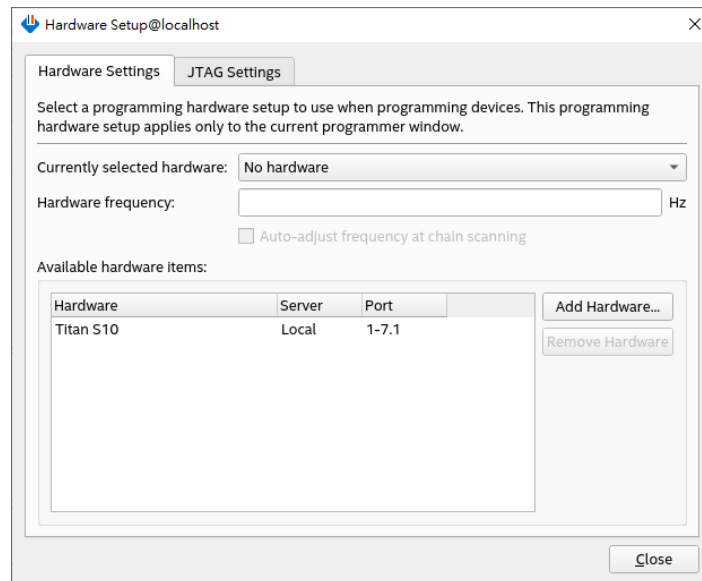 Hardware Setup@localhost
Hardware Settings
JTAG Settings
Select a programming hardware setup to use when programming devices. This programming
hardware setup applies only to the current programmer window.
Currently selected hardware: No hardware
Hardware frequency: Hz
Auto-adjust frequency at chain scanning
Available hardware items:
Hardware Server Port
Titan S10 Local 1-7.1
Add Hardware...
Remove Hardware
Close